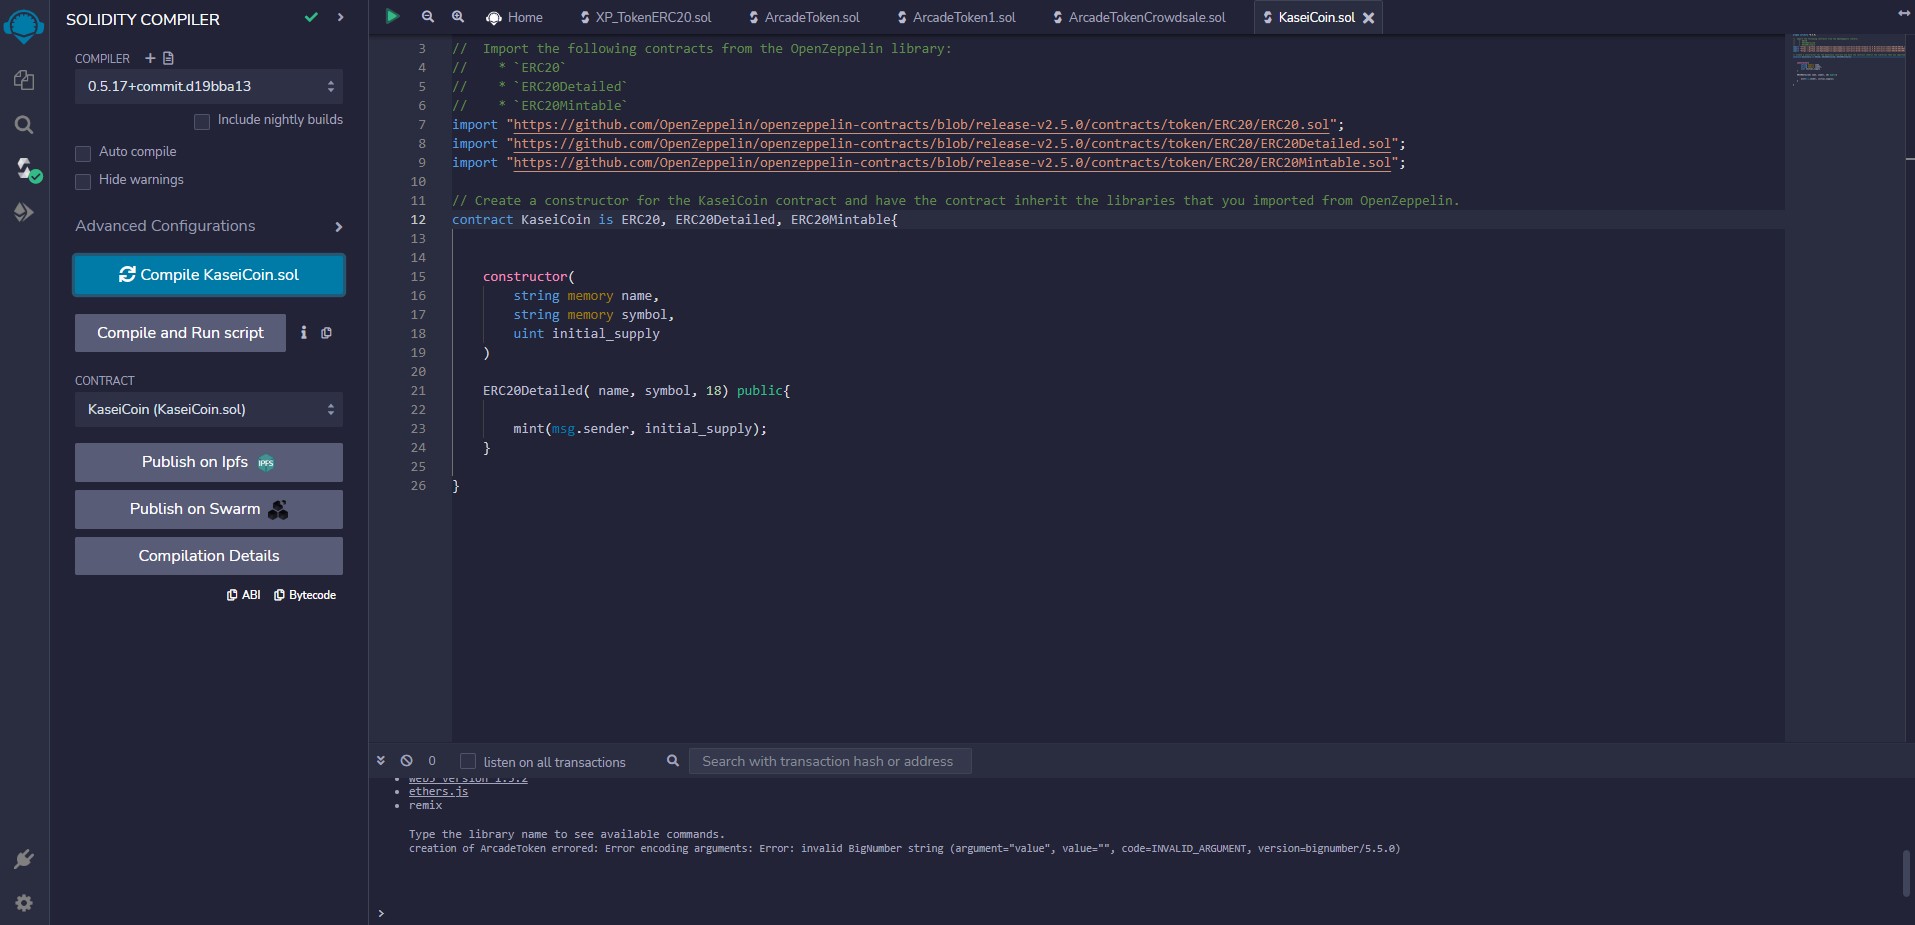 SOLIDITY COMPILER
COMPILER
0.5.17+commit.d19bba13
Include nightly builds
Auto compile
Hide warnings
Advanced Configurations
Compile KaseiCoin.sol
Compile and Run script
CONTRACT
KaseiCoin (KaseiCoin.sol)
Publish on Ipfs IPFS
Publish on Swarm
Compilation Details
ABI Bytecode
Home XP_TokenERC20.sol ArcadeToken.sol ArcadeToken1.sol ArcadeTokenCrowdsale.sol KaseiCoin.sol
3 //  Import the following contracts from the OpenZeppelin library:
4 //    * `ERC20`
5 //    * `ERC20Detailed`
6 //    * `ERC20Mintable`
7 import "https://github.com/OpenZeppelin/openzeppelin-contracts/blob/release-v2.5.0/contracts/token/ERC20/ERC20.sol";
8 import "https://github.com/OpenZeppelin/openzeppelin-contracts/blob/release-v2.5.0/contracts/token/ERC20/ERC20Detailed.sol";
9 import "https://github.com/OpenZeppelin/openzeppelin-contracts/blob/release-v2.5.0/contracts/token/ERC20/ERC20Mintable.sol";
10
11 // Create a constructor for the KaseiCoin contract and have the contract inherit the libraries that you imported from OpenZeppelin.
12 contract KaseiCoin is ERC20, ERC20Detailed, ERC20Mintable{
13
14
15     constructor(
16         string memory name,
17         string memory symbol,
18         uint initial_supply
19     )
20
21     ERC20Detailed( name, symbol, 18) public{
22
23         mint(msg.sender, initial_supply);
24     }
25
26 }
0 listen on all transactions Search with transaction hash or address
web3 version 1.5.2
ethers.js
remix
Type the library name to see available commands.
creation of ArcadeToken errored: Error encoding arguments: Error: invalid BigNumber string (argument="value", value="", code=INVALID_ARGUMENT, version=bignumber/5.5.0)
>